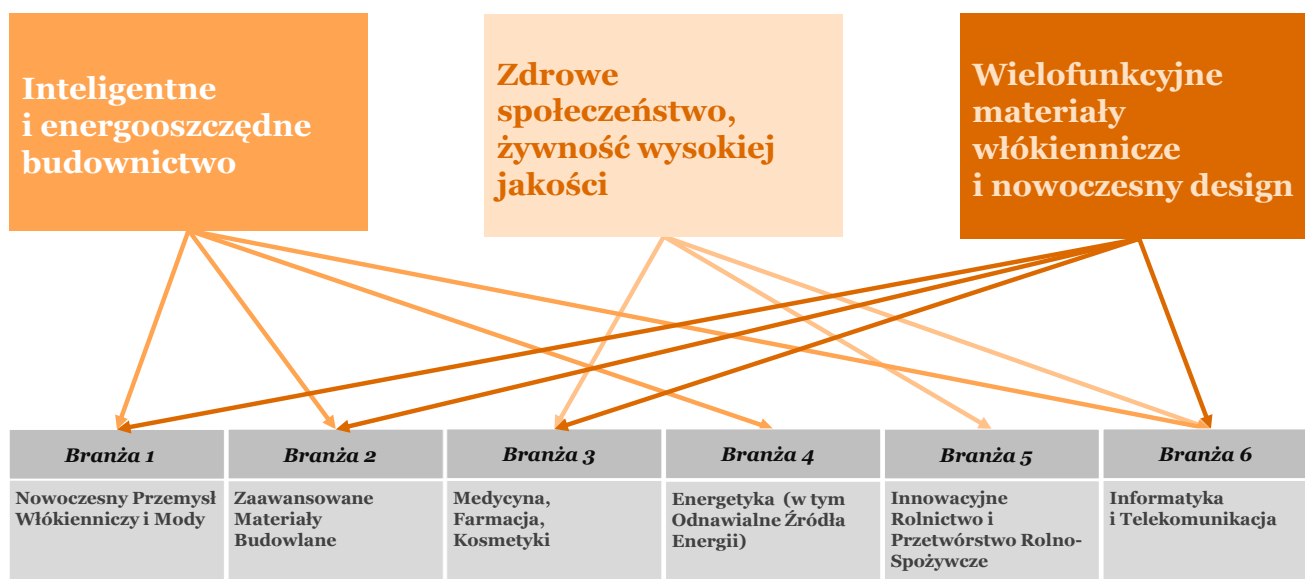 Inteligentne
i energooszczędne
budownictwo
Zdrowe
społeczeństwo,
żywność wysokiej
jakości
Wielofunkcyjne
materiały
włókiennicze
i nowoczesny design
Branża 1
Branża 2
Branża 3
Branża 4
Branża 5
Branża 6
Nowoczesny Przemysł
Włókienniczy i Mody
Zaawansowane
Materiały
Budowlane
Medycyna,
Farmacja,
Kosmetyki
Energetyka (w tym
Odnawialne Źródła
Energii)
Innowacyjne
Rolnictwo i
Przetwórstwo Rolno-
Spożywcze
Informatyka
i Telekomunikacja